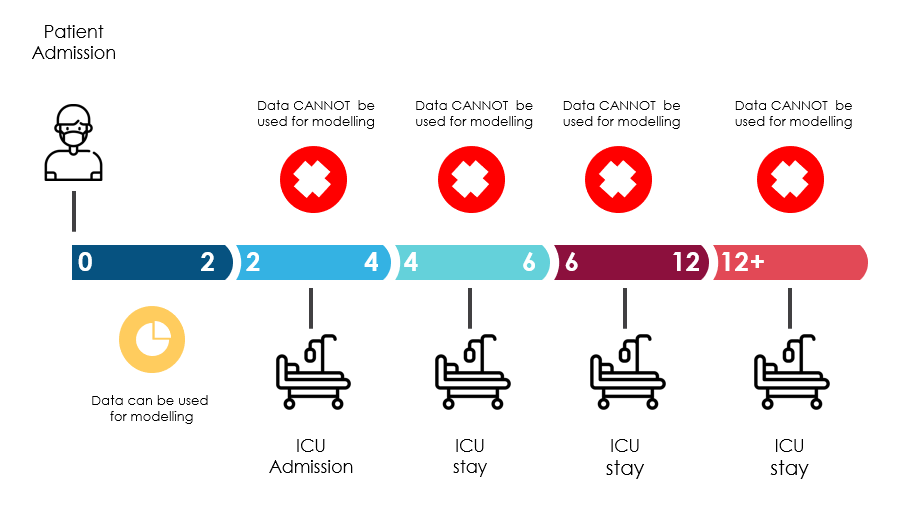 Patient
Admission
Data CANNOT be
used for modelling
Data CANNOT be
used for modelling
Data CANNOT be
used for modelling
Data CANNOT be
used for modelling
0 2
2 4
4 6
6 12
12+
Data can be used
for modelling
ICU
Admission
ICU
stay
ICU
stay
ICU
stay